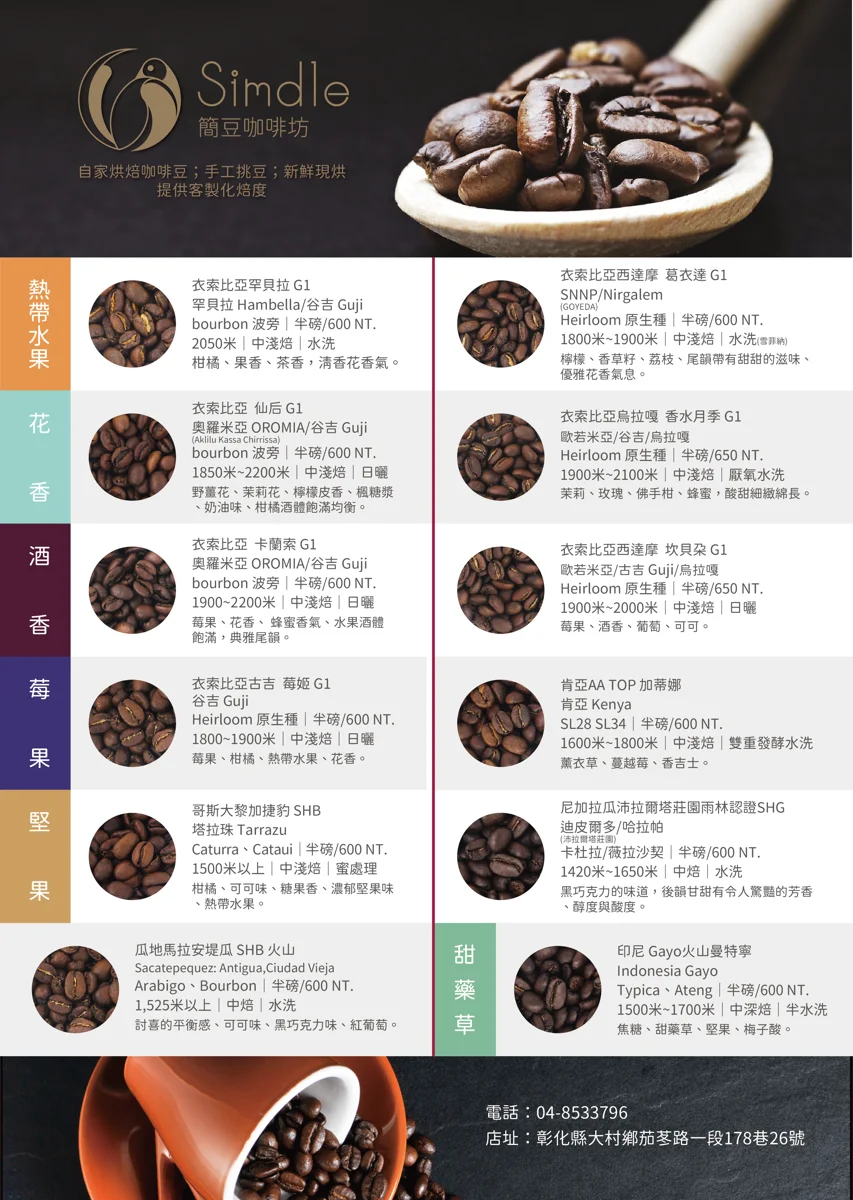 Simdle
簡豆咖啡坊
自家烘焙咖啡豆；手工挑豆；新鮮現烘
提供客製化焙度
熱帶水果
衣索比亞罕貝拉 G1
罕貝拉 Hambella/谷吉 Guji
bourbon 波旁｜半磅/600 NT.
2050米｜中淺焙｜水洗
柑橘、果香、茶香，清香花香氣。
衣索比亞西達摩 葛衣達 G1
SNNP/Nirgalem
(GOYEDA)
Heirloom 原生種｜半磅/600 NT.
1800米~1900米｜中淺焙｜水洗(雪菲納)
檸檬、香草籽、荔枝、尾韻帶有甜甜的滋味、
優雅花香氣息。
花香
衣索比亞 仙后 G1
奧羅米亞 OROMIA/谷吉 Guji
(Aklilu Kassa Chirrissa)
bourbon 波旁｜半磅/600 NT.
1850米~2200米｜中淺焙｜日曬
野薑花、茉莉花、檸檬皮香、楓糖漿
、奶油味、柑橘酒體飽滿均衡。
衣索比亞烏拉嘎 香水月季 G1
歐若米亞/谷吉/烏拉嘎
Heirloom 原生種｜半磅/650 NT.
1900米~2100米｜中淺焙｜厭氧水洗
茉莉、玫瑰、佛手柑、蜂蜜，酸甜細緻綿長。
酒香
衣索比亞 卡蘭索 G1
奧羅米亞 OROMIA/谷吉 Guji
bourbon 波旁｜半磅/600 NT.
1900~2200米｜中淺焙｜日曬
莓果、花香、 蜂蜜香氣、水果酒體
飽滿，典雅尾韻。
衣索比亞西達摩 坎貝朶 G1
歐若米亞/古吉 Guji/烏拉嘎
Heirloom 原生種｜半磅/650 NT.
1900米~2000米｜中淺焙｜日曬
莓果、酒香、葡萄、可可。
莓果
衣索比亞古吉 莓姬 G1
谷吉 Guji
Heirloom 原生種｜半磅/600 NT.
1800~1900米｜中淺焙｜日曬
莓果、柑橘、熱帶水果、花香。
肯亞AA TOP 加蒂娜
肯亞 Kenya
SL28 SL34｜半磅/600 NT.
1600米~1800米｜中淺焙｜雙重發酵水洗
薰衣草、蔓越莓、香吉士。
堅果
哥斯大黎加捷豹 SHB
塔拉珠 Tarrazu
Caturra、Cataui｜半磅/600 NT.
1500米以上｜中淺焙｜蜜處理
柑橘、可可味、糖果香、濃郁堅果味
、熱帶水果。
尼加拉瓜沛拉爾塔莊園雨林認證SHG
迪皮爾多/哈拉帕
(沛拉爾塔莊園)
卡杜拉/薇拉沙契｜半磅/600 NT.
1420米~1650米｜中焙｜水洗
黑巧克力的味道，後韻甘甜有令人驚豔的芳香
、醇度與酸度。
瓜地馬拉安堤瓜 SHB 火山
Sacatepequez: Antigua,Ciudad Vieja
Arabigo、Bourbon｜半磅/600 NT.
1,525米以上｜中焙｜水洗
討喜的平衡感、可可味、黑巧克力味、紅葡萄。
甜藥草
印尼 Gayo火山曼特寧
Indonesia Gayo
Typica、Ateng｜半磅/600 NT.
1500米~1700米｜中深焙｜半水洗
焦糖、甜藥草、堅果、梅子酸。
電話：04-8533796
店址：彰化縣大村鄉茄苳路一段178巷26號